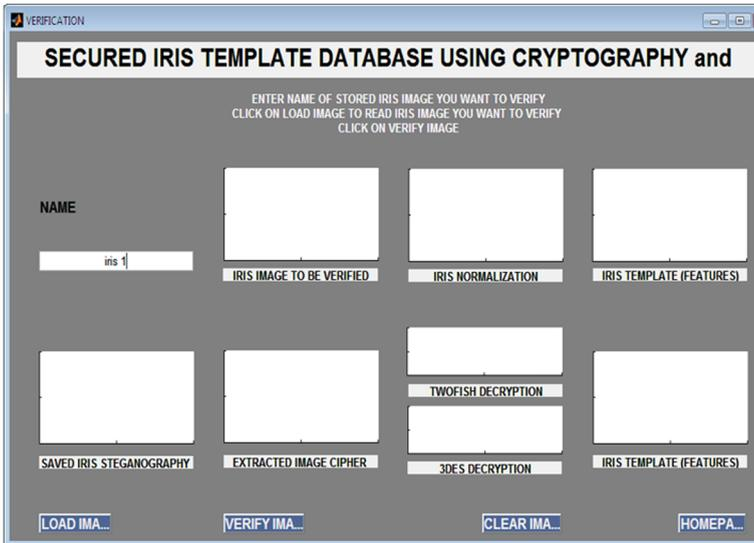 VERIFICATION
SECURED IRIS TEMPLATE DATABASE USING CRYPTOGRAPHY and
ENTER NAME OF STORED IRIS IMAGE YOU WANT TO VERIFY
CLICK ON LOAD IMAGE TO READ IRIS IMAGE YOU WANT TO VERIFY
CLICK ON VERIFY IMAGE
NAME
iris 1
IRIS IMAGE TO BE VERIFIED
IRIS NORMALIZATION
IRIS TEMPLATE (FEATURES)
TWOFISH DECRYPTION
SAVED IRIS STEGANOGRAPHY
EXTRACTED IMAGE CIPHER
3DES DECRYPTION
IRIS TEMPLATE (FEATURES)
LOAD IMA...
VERIFY IMA...
CLEAR IMA...
HOMEPA...